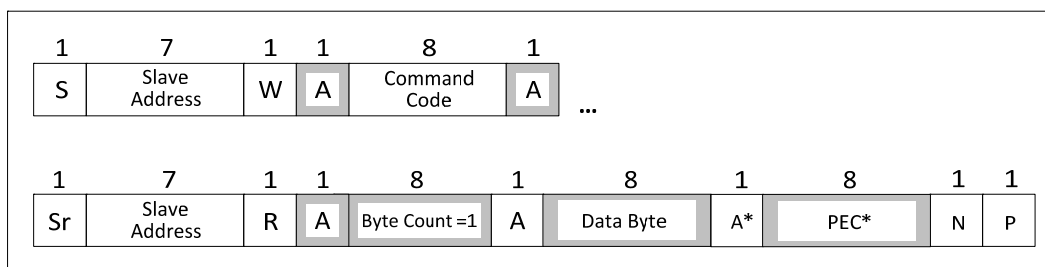 1 7 1 1 8 1
S Slave Address W A Command Code A ...
1 7 1 1 8 1 8 1 8 1 1
Sr Slave Address R A Byte Count =1 A Data Byte A* PEC* N P